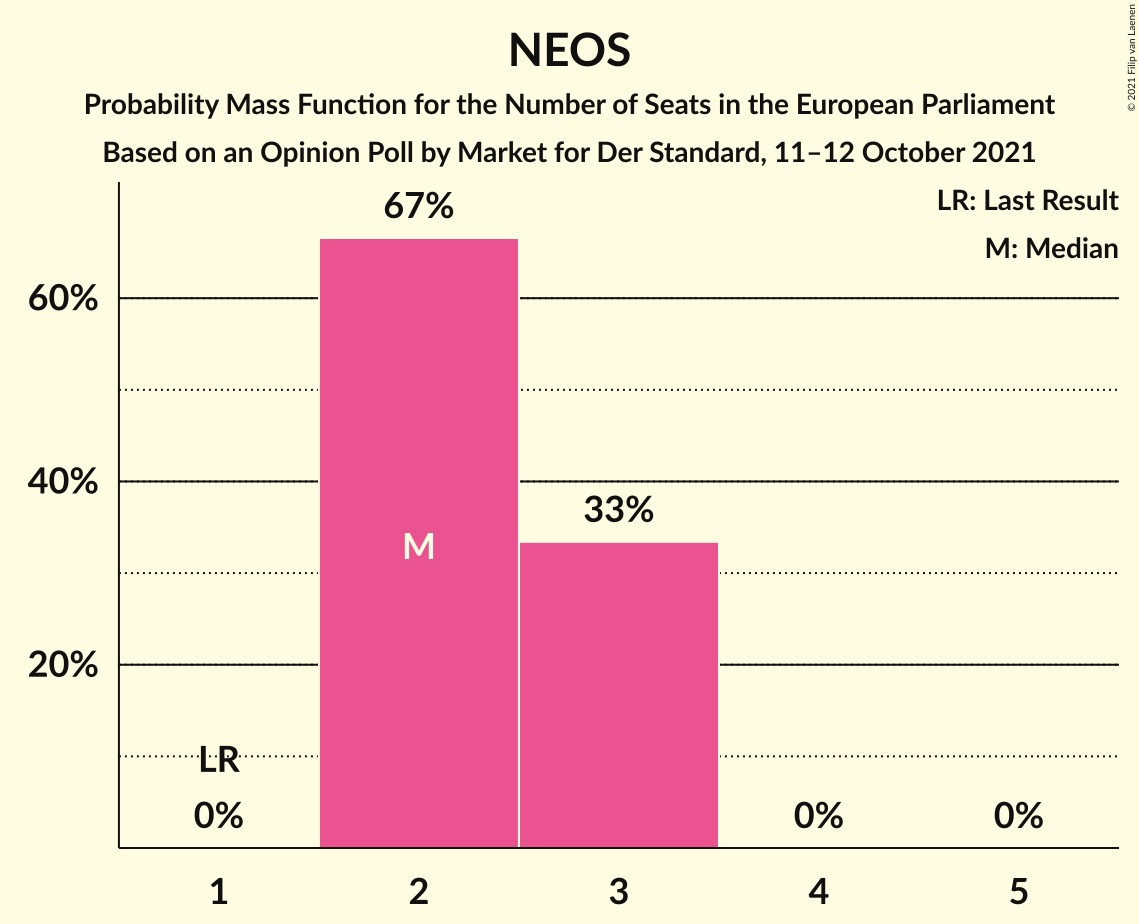 NEOS
Probability Mass Function for the Number of Seats in the European Parliament
Based on an Opinion Poll by Market for Der Standard, 11–12 October 2021
© 2021 Filip van Laenen
LR: Last Result
M: Median
67%
60%
40%
33%
M
20%
LR
0%
0%
0%
1
2
3
4
5